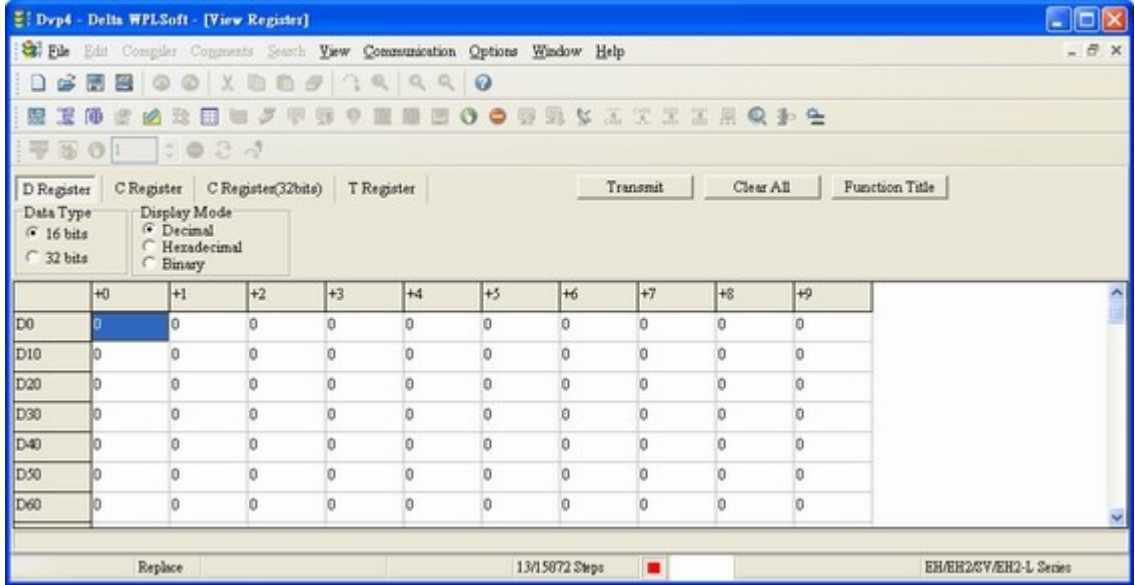 Dvp4 - Delta WPLSoft - [View Register]
File Edit Compiler Comments Search View Communication Options Window Help
1
D Register C Register C Register(32bits) T Register Transmit Clear All Function Title
Data Type Display Mode
16 bits Decimal
Hexadecimal
32 bits
Binary
+0 +1 +2 +3 +4 +5 +6 +7 +8 +9
D0 0 0 0 0 0 0 0 0 0 0
D10 0 0 0 0 0 0 0 0 0 0
D20 0 0 0 0 0 0 0 0 0 0
D30 0 0 0 0 0 0 0 0 0 0
D40 0 0 0 0 0 0 0 0 0 0
D50 0 0 0 0 0 0 0 0 0 0
D60 0 0 0 0 0 0 0 0 0 0
Replace 13/15872 Steps EH/EH2/SV/EH2-L Series